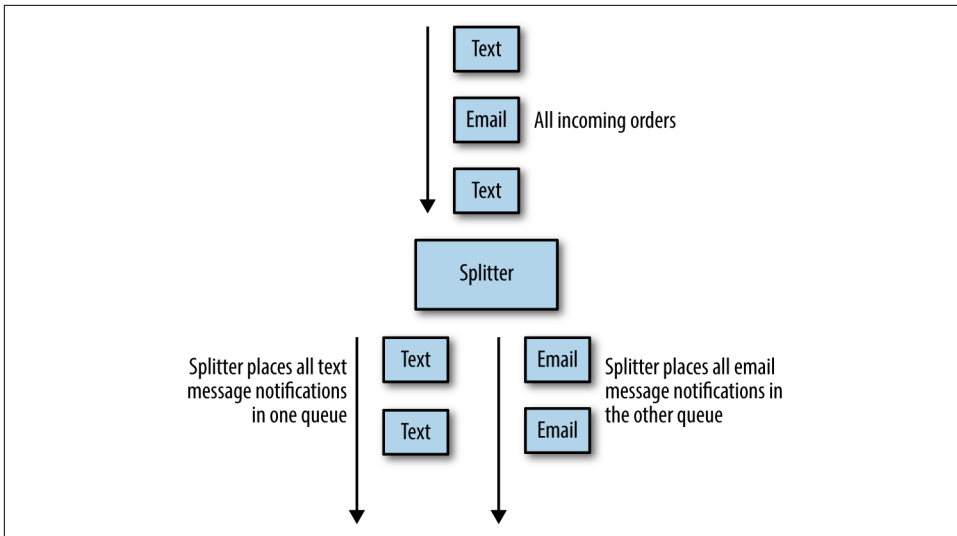 Text
Email
All incoming orders
Text
Splitter
Splitter places all text
message notifications
in one queue
Text
Text
Email
Email
Splitter places all email
message notifications in
the other queue